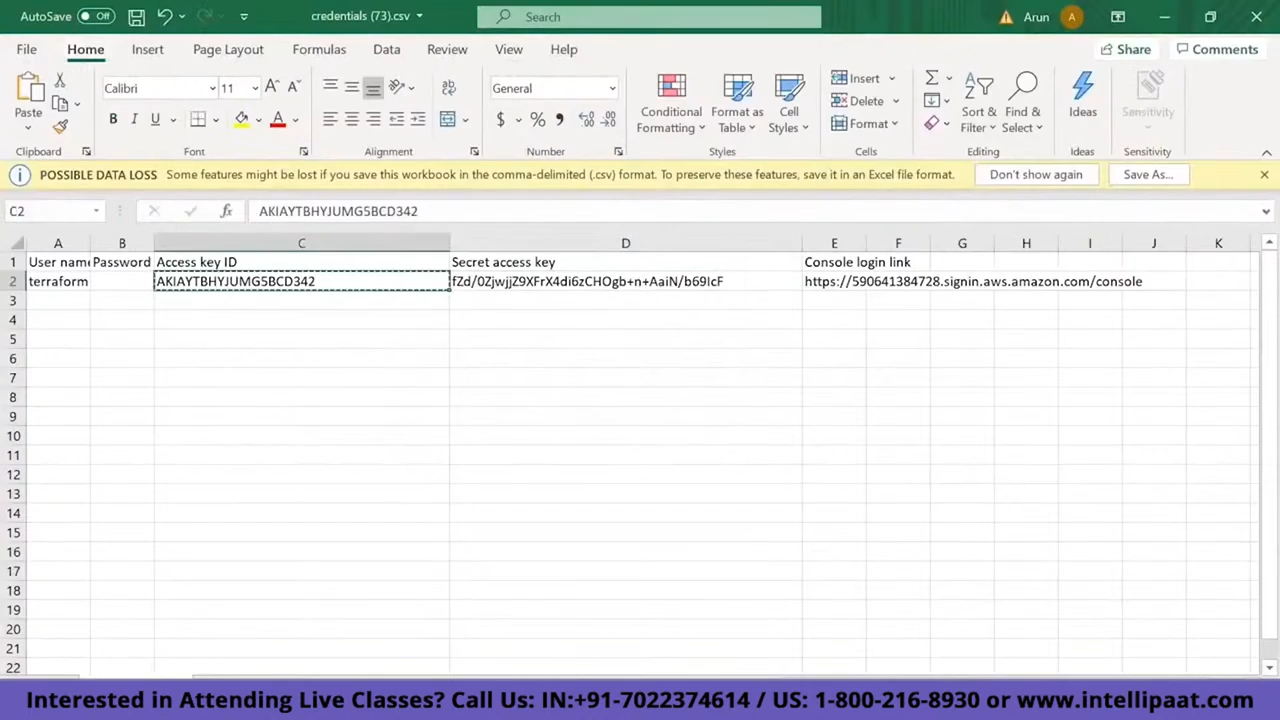 AutoSave Off credentials (73).csv Search Arun A
File Home Insert Page Layout Formulas Data Review View Help Share Comments
Calibri 11 General Insert
Paste Conditional Format as Cell Delete Sort & Find & Ideas Sensitivity
B I U A $ % Formatting Table Styles Format Filter Select
Clipboard Font Alignment Number Styles Cells Editing Ideas Sensitivity
POSSIBLE DATA LOSS Some features might be lost if you save this workbook in the comma-delimited (.csv) format. To preserve these features, save it in an Excel file format. Don't show again Save As...
C2 fx AKIAYTBHYJUMG5BCD342
A B C D E F G H I J K
1 User name Password Access key ID Secret access key Console login link
2 terraform AKIAYTBHYJUMG5BCD342 fZd/0ZjwjjZ9XFrX4di6zCHOgb+n+AaiN/b69IcF https://590641384728.signin.aws.amazon.com/console
3
4
5
6
7
8
9
10
11
12
13
14
15
16
17
18
19
20
21
22
Interested in Attending Live Classes? Call Us: IN:+91-7022374614 / US: 1-800-216-8930 or www.intellipaat.com